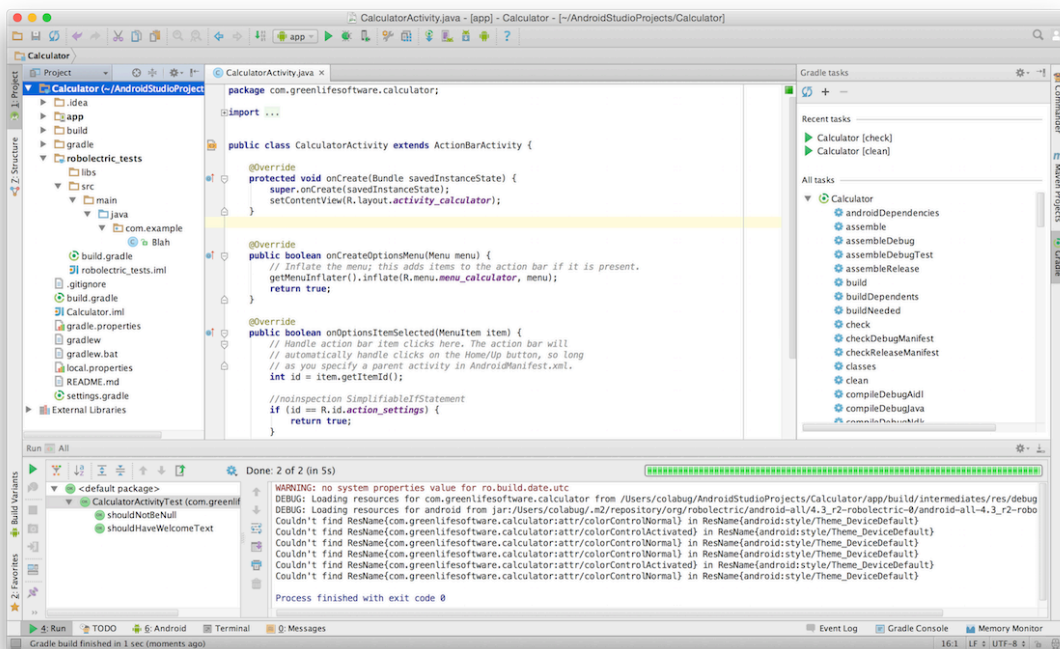 CalculatorActivity.java - [app] - Calculator - [~/AndroidStudioProjects/Calculator]
app
?
Calculator
1: Project
Z: Structure
Build Variants
2: Favorites
Project
Calculator (~/AndroidStudioProject
.idea
app
build
gradle
robolectric_tests
libs
src
main
java
com.example
Blah
build.gradle
robolectric_tests.iml
.gitignore
build.gradle
Calculator.iml
gradle.properties
gradlew
gradlew.bat
local.properties
README.md
settings.gradle
External Libraries
CalculatorActivity.java ×
package com.greenlifesoftware.calculator;
import ...
public class CalculatorActivity extends ActionBarActivity {
@Override
protected void onCreate(Bundle savedInstanceState) {
super.onCreate(savedInstanceState);
setContentView(R.layout.activity_calculator);
}
@Override
public boolean onCreateOptionsMenu(Menu menu) {
// Inflate the menu; this adds items to the action bar if it is present.
getMenuInflater().inflate(R.menu.menu_calculator, menu);
return true;
}
@Override
public boolean onOptionsItemSelected(MenuItem item) {
// Handle action bar item clicks here. The action bar will
// automatically handle clicks on the Home/Up button, so long
// as you specify a parent activity in AndroidManifest.xml.
int id = item.getItemId();
//noinspection SimplifiableIfStatement
if (id == R.id.action_settings) {
return true;
}
Gradle tasks
Recent tasks
Calculator [check]
Calculator [clean]
All tasks
Calculator
androidDependencies
assemble
assembleDebug
assembleDebugTest
assembleRelease
build
buildDependents
buildNeeded
check
checkDebugManifest
checkReleaseManifest
classes
clean
compileDebugAidl
compileDebugJava
compileDebugNdk
Commander
Maven Projects
Gradle
Run All
Done: 2 of 2 (in 5s)
<default package>
CalculatorActivityTest (com.greenlif
shouldNotBeNull
shouldHaveWelcomeText
WARNING: no system properties value for ro.build.date.utc
DEBUG: Loading resources for com.greenlifesoftware.calculator from /Users/colabug/AndroidStudioProjects/Calculator/app/build/intermediates/res/debug
DEBUG: Loading resources for android from jar:/Users/colabug/.m2/repository/org/robolectric/android-all/4.3_r2-robolectric-0/android-all-4.3_r2-robo
Couldn't find ResName{com.greenlifesoftware.calculator:attr/colorControlNormal} in ResName{android:style/Theme_DeviceDefault}
Couldn't find ResName{com.greenlifesoftware.calculator:attr/colorControlActivated} in ResName{android:style/Theme_DeviceDefault}
Couldn't find ResName{com.greenlifesoftware.calculator:attr/colorControlNormal} in ResName{android:style/Theme_DeviceDefault}
Couldn't find ResName{com.greenlifesoftware.calculator:attr/colorControlNormal} in ResName{android:style/Theme_DeviceDefault}
Couldn't find ResName{com.greenlifesoftware.calculator:attr/colorControlActivated} in ResName{android:style/Theme_DeviceDefault}
Couldn't find ResName{com.greenlifesoftware.calculator:attr/colorControlNormal} in ResName{android:style/Theme_DeviceDefault}
Process finished with exit code 0
4: Run TODO 6: Android Terminal 0: Messages Event Log Gradle Console Memory Monitor
Gradle build finished in 1 sec (moments ago) 16:1 LF UTF-8